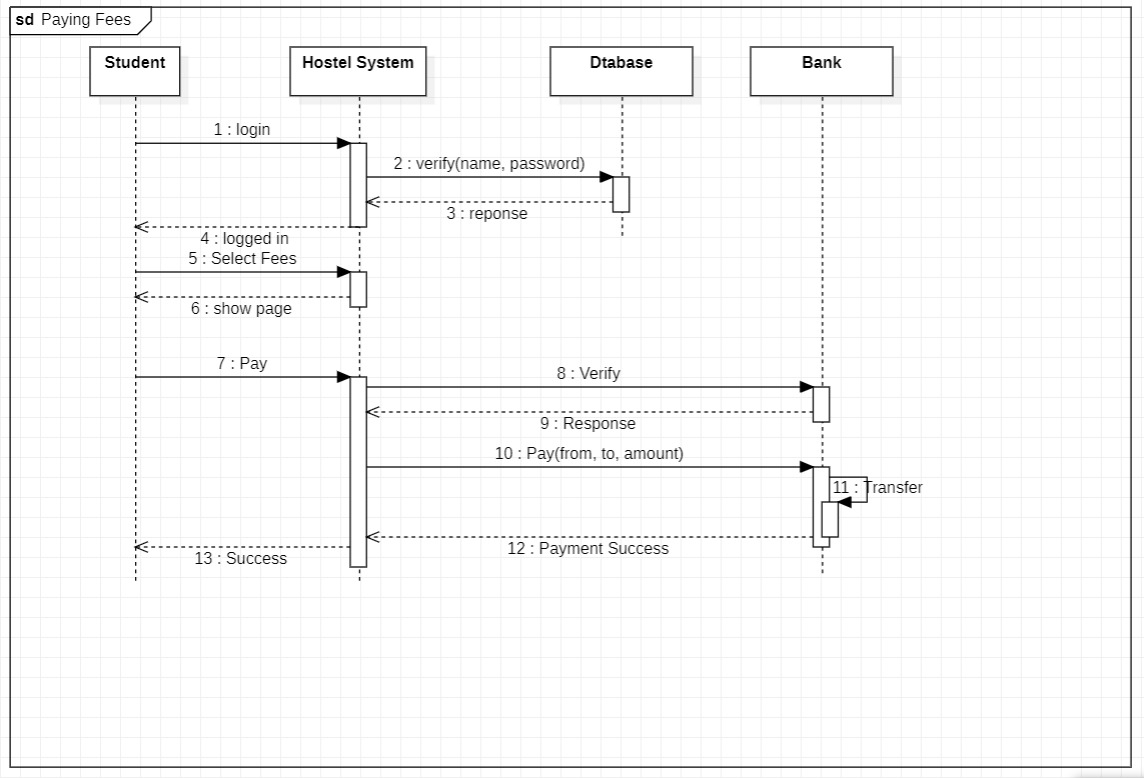 sd Paying Fees
Student
Hostel System
Dtabase
Bank
1 : login
2 : verify(name, password)
3 : reponse
4 : logged in
5 : Select Fees
6 : show page
7 : Pay
8 : Verify
9 : Response
10 : Pay(from, to, amount)
11 : Transfer
12 : Payment Success
13 : Success